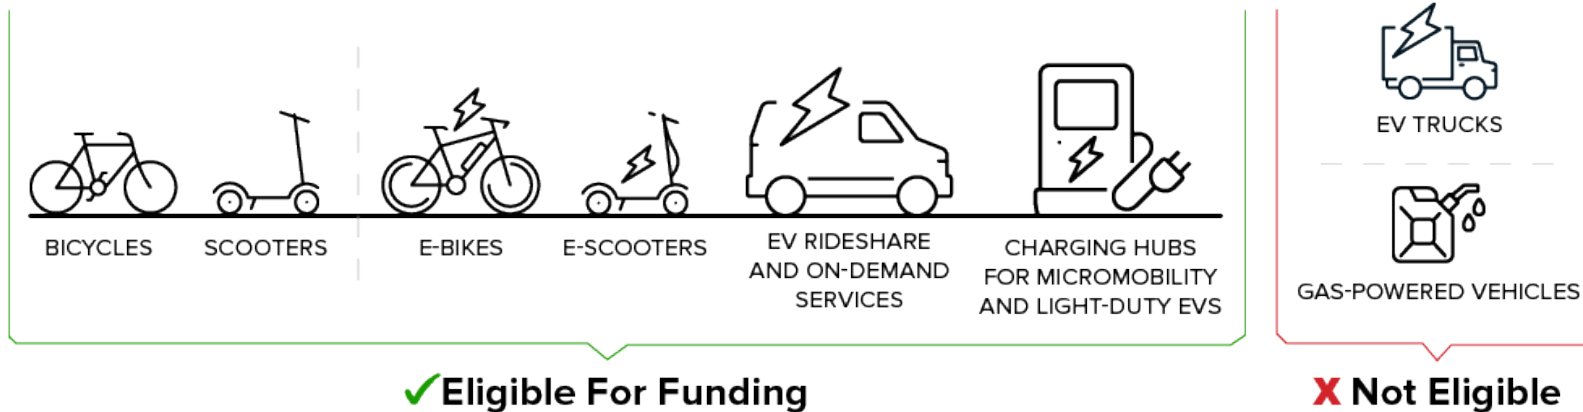 BICYCLES
SCOOTERS
E-BIKES
E-SCOOTERS
EV RIDESHARE
AND ON-DEMAND
SERVICES
CHARGING HUBS
FOR MICROMOBILITY
AND LIGHT-DUTY EVS
Eligible For Funding
EV TRUCKS
GAS-POWERED VEHICLES
X Not Eligible